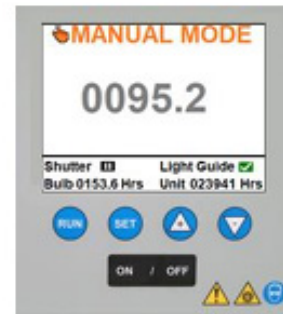 MANUAL MODE
0095.2
Shutter Light Guide
Bulb 0153.6 Hrs Unit 023941 Hrs
RUN SET
ON / OFF